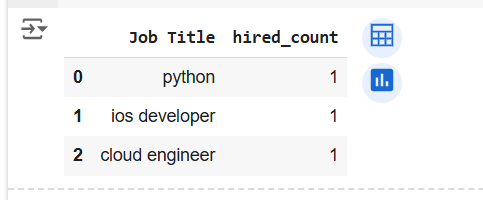 Job Title hired_count
0 python 1
1 ios developer 1
2 cloud engineer 1